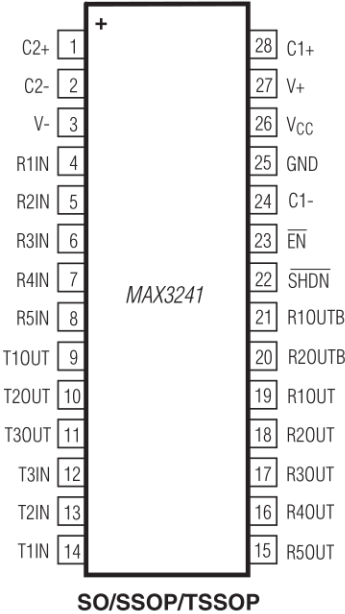 +
C2+ 1 28 C1+
C2- 2 27 V+
V- 3 26 VCC
R1IN 4 25 GND
R2IN 5 24 C1-
R3IN 6 23 E̅N̅
R4IN 7 22 S̅H̅D̅N̅
MAX3241
R5IN 8 21 R1OUTB
T1OUT 9 20 R2OUTB
T2OUT 10 19 R1OUT
T3OUT 11 18 R2OUT
T3IN 12 17 R3OUT
T2IN 13 16 R4OUT
T1IN 14 15 R5OUT
SO/SSOP/TSSOP